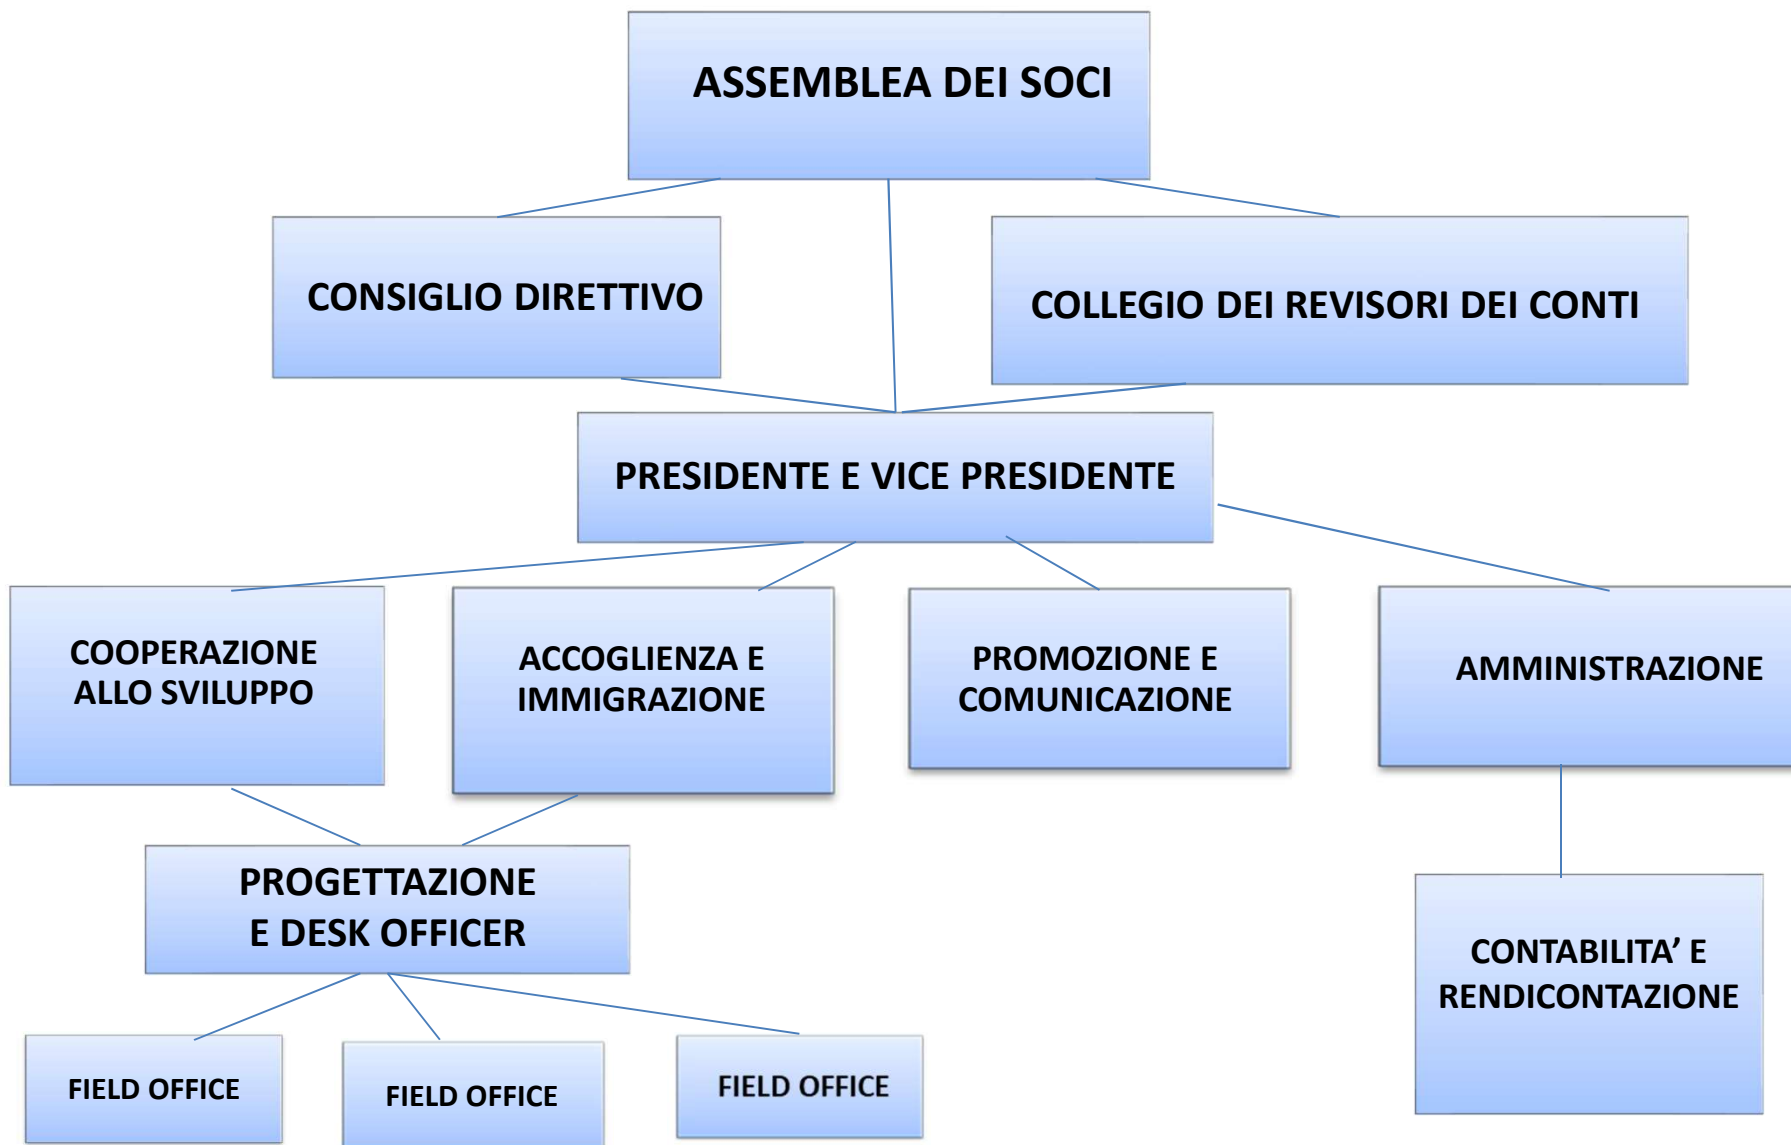 ASSEMBLEA DEI SOCI
CONSIGLIO DIRETTIVO
COLLEGIO DEI REVISORI DEI CONTI
PRESIDENTE E VICE PRESIDENTE
COOPERAZIONE
ALLO SVILUPPO
ACCOGLIENZA E
IMMIGRAZIONE
PROMOZIONE E
COMUNICAZIONE
AMMINISTRAZIONE
PROGETTAZIONE
E DESK OFFICER
CONTABILITA’ E
RENDICONTAZIONE
FIELD OFFICE
FIELD OFFICE
FIELD OFFICE